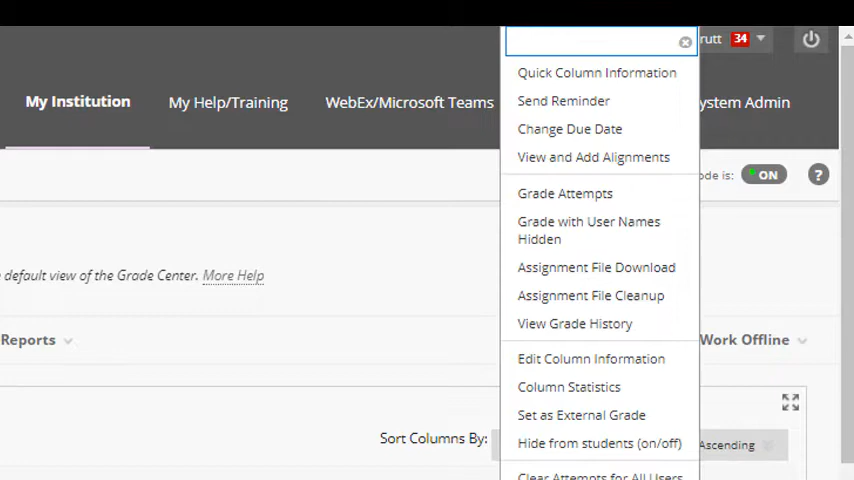 rutt 34
My Institution My Help/Training WebEx/Microsoft Teams ystem Admin
ode is: ON ?
Quick Column Information
Send Reminder
Change Due Date
View and Add Alignments
Grade Attempts
Grade with User Names
Hidden
Assignment File Download
Assignment File Cleanup
View Grade History
Edit Column Information
Column Statistics
Set as External Grade
Hide from students (on/off)
Clear Attempts for All Users
default view of the Grade Center. More Help
Reports
Work Offline
Sort Columns By: Ascending